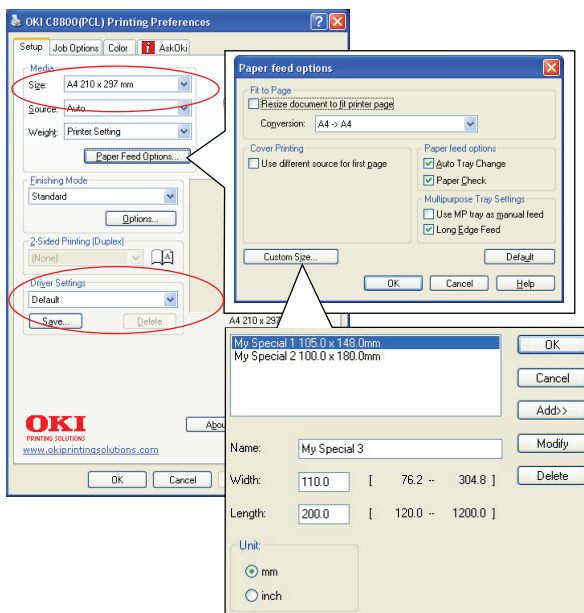 OKI C8800(PCL) Printing Preferences
Setup Job Options Color i AskOki
Media
Size: A4 210 x 297 mm
Source: Auto
Weight: Printer Setting
Paper Feed Options...
Finishing Mode
Standard
Options...
2-Sided Printing (Duplex)
(None)
A
Driver Settings
Default
Save... Delete
A4 210 x 297
OKI
PRINTING SOLUTIONS
www.okiprintingsolutions.com
OK Cancel
Paper feed options
Fit to Page
Resize document to fit printer page
Conversion: A4 -> A4
Cover Printing
Use different source for first page
Paper feed options
Auto Tray Change
Paper Check
Multipurpose Tray Settings
Use MP tray as manual feed
Long Edge Feed
Custom Size... Default
OK Cancel Help
My Special 1 105.0 x 148.0mm
My Special 2 100.0 x 180.0mm
OK
Cancel
Add>>
Modify
Delete
Name: My Special 3
Width: 110.0 [ 76.2 -- 304.8 ]
Length: 200.0 [ 120.0 -- 1200.0 ]
Unit:
mm
inch